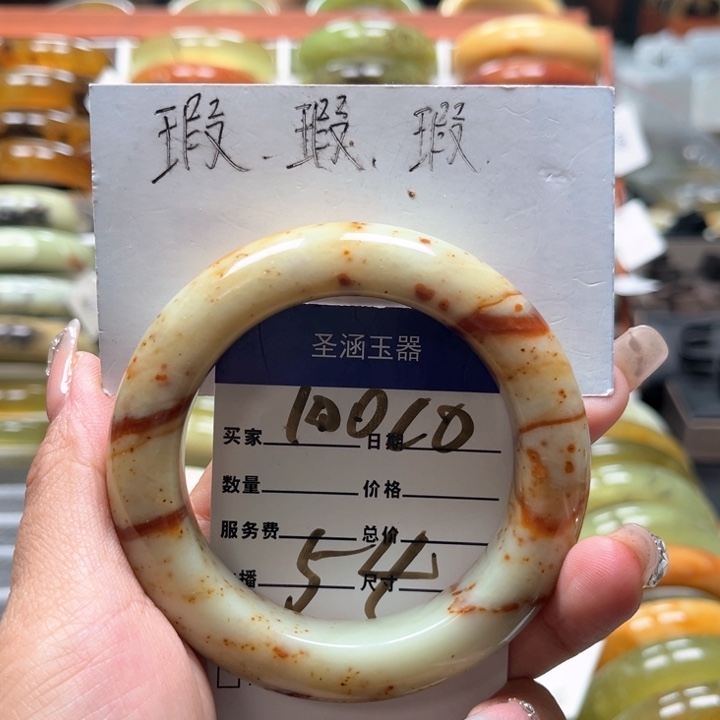 瑕.瑕.瑕.
圣涵玉器
买家 日期
数量 价格
服务费 总价
播 尺寸
54